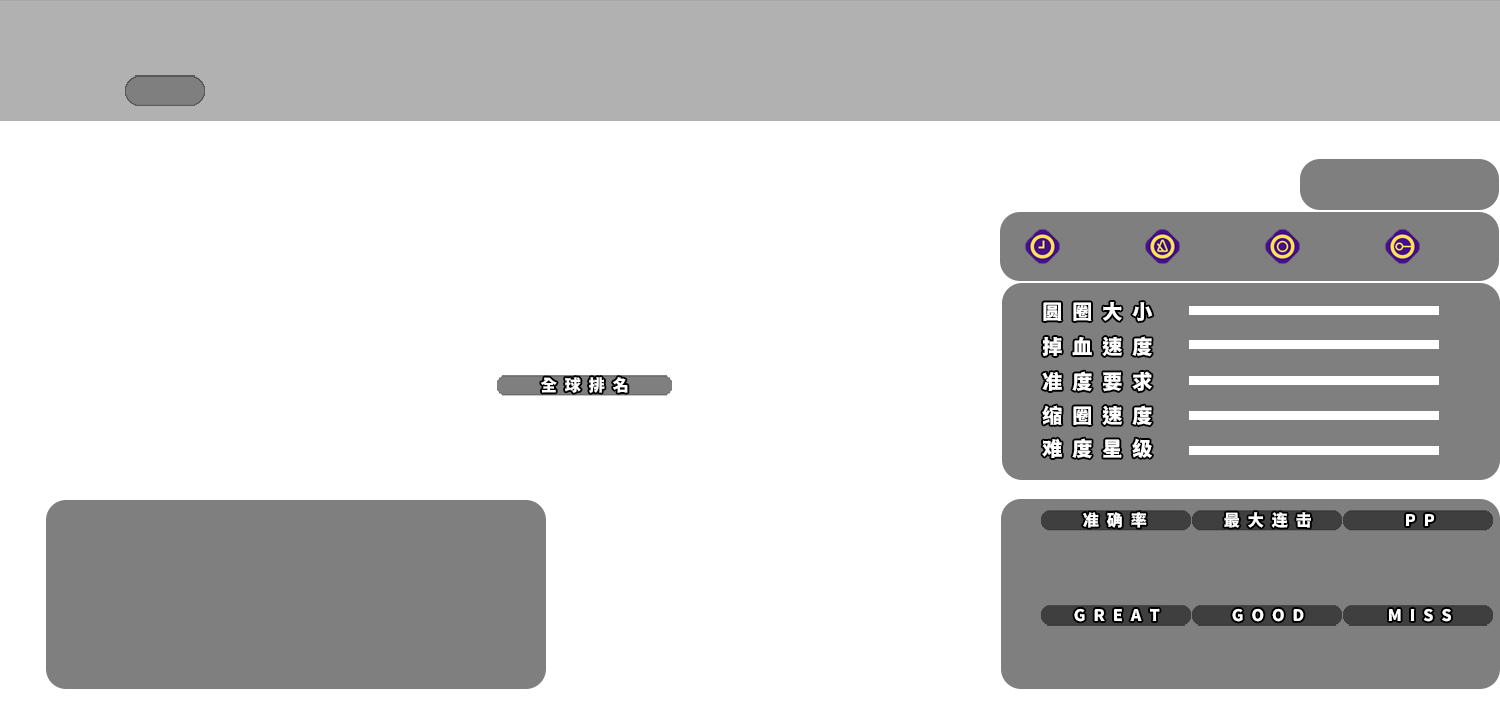 圆圈大小
掉血速度
全球排名
准度要求
缩圈速度
难度星级
准确率 最大连击 PP
GREAT GOOD MISS